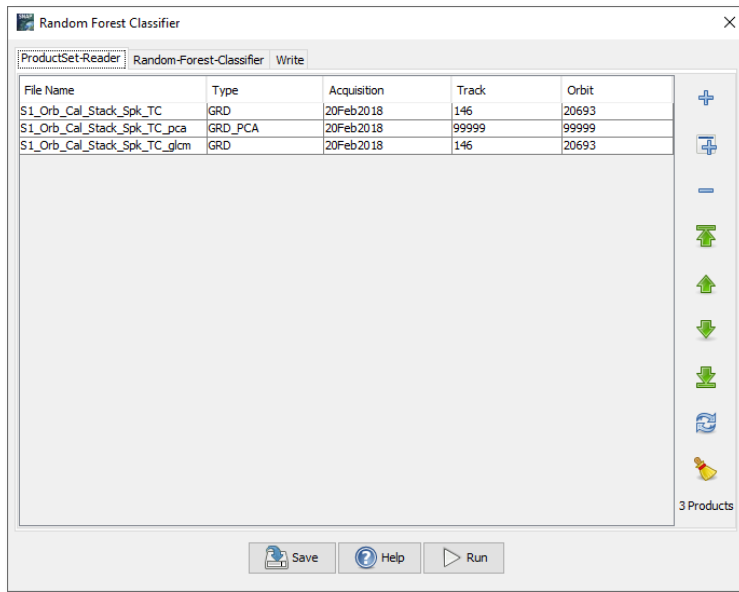 Random Forest Classifier
ProductSet-Reader Random-Forest-Classifier Write
File Name Type Acquisition Track Orbit
S1_Orb_Cal_Stack_Spk_TC GRD 20Feb2018 146 20693
S1_Orb_Cal_Stack_Spk_TC_pca GRD_PCA 20Feb2018 99999 99999
S1_Orb_Cal_Stack_Spk_TC_glcm GRD 20Feb2018 146 20693
3 Products
Save Help Run